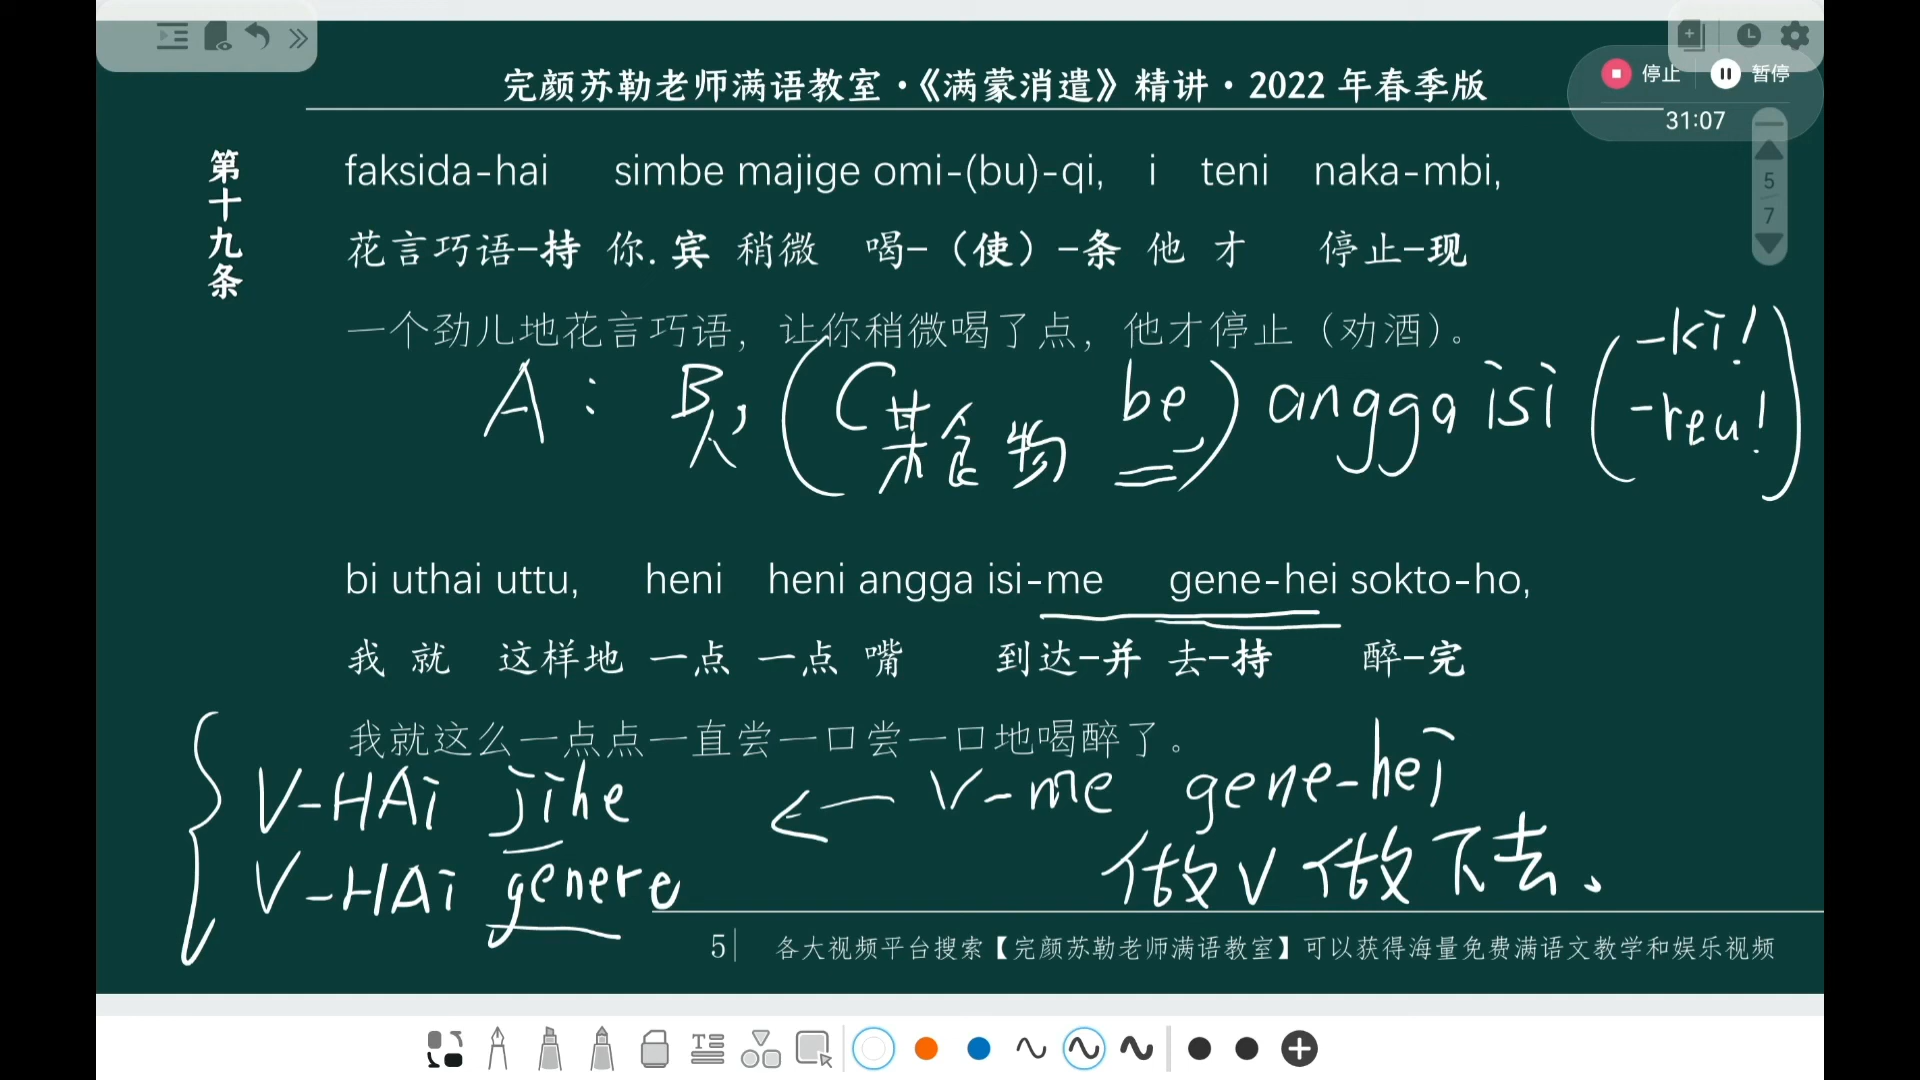 完颜苏勒老师满语教室·《满蒙消遣》精讲·2022 年春季版
停止 暂停
31:07
第十九条
5
7
faksida-hai simbe majige omi-(bu)-qi, i teni naka-mbi,
花言巧语-持 你.宾 稍微 喝-（使）-条 他 才 停止-现
一个劲儿地花言巧语，让你稍微喝了点，他才停止（劝酒）。
A : B人, (C某食物 be) angga isi (-ki! -reu!)
bi uthai uttu, heni heni angga isi-me gene-hei sokto-ho,
我 就 这样地 一点 一点 嘴 到达-并 去-持 醉-完
我就这么一点点一直尝一口尝一口地喝醉了。
V-HAi jihe ← V-me gene-hei
V-HAi genere 做V做下去、
5 各大视频平台搜索【完颜苏勒老师满语教室】可以获得海量免费满语文教学和娱乐视频